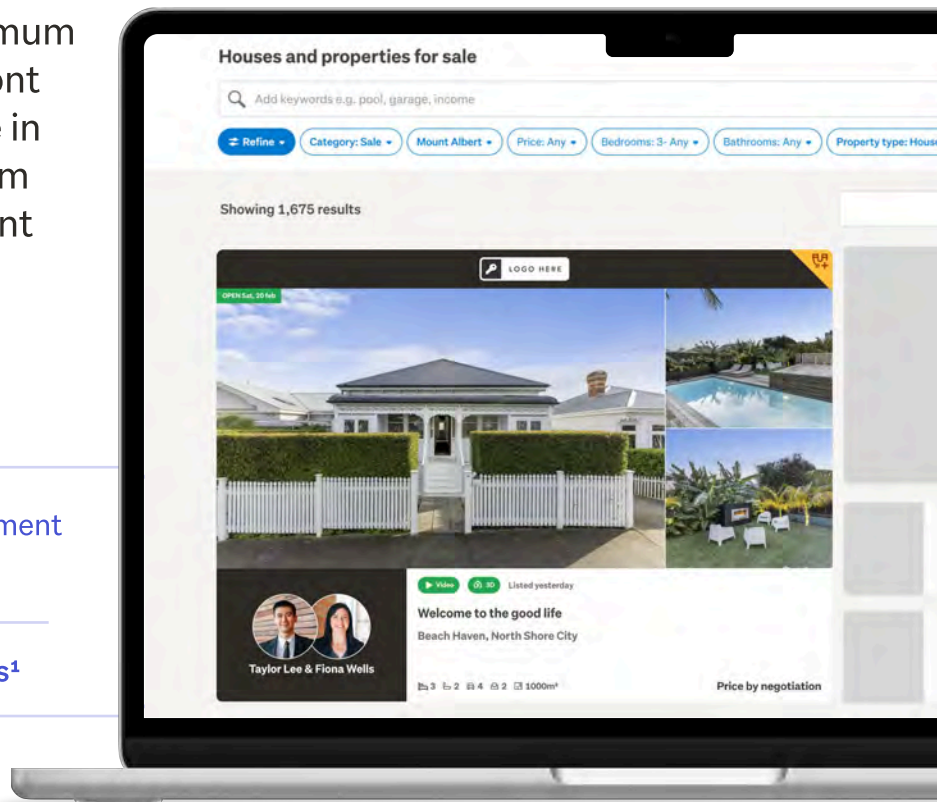 mum
ont
e in
m
nt
ment
s¹
Houses and properties for sale
Add keywords e.g. pool, garage, income
Refine
Category: Sale
Mount Albert
Price: Any
Bedrooms: 3- Any
Bathrooms: Any
Property type: House
Showing 1,675 results
LOGO HERE
OPEN Sat, 20 feb
Video
3D
Listed yesterday
Welcome to the good life
Beach Haven, North Shore City
Taylor Lee & Fiona Wells
3 2 4 2 1000m²
Price by negotiation